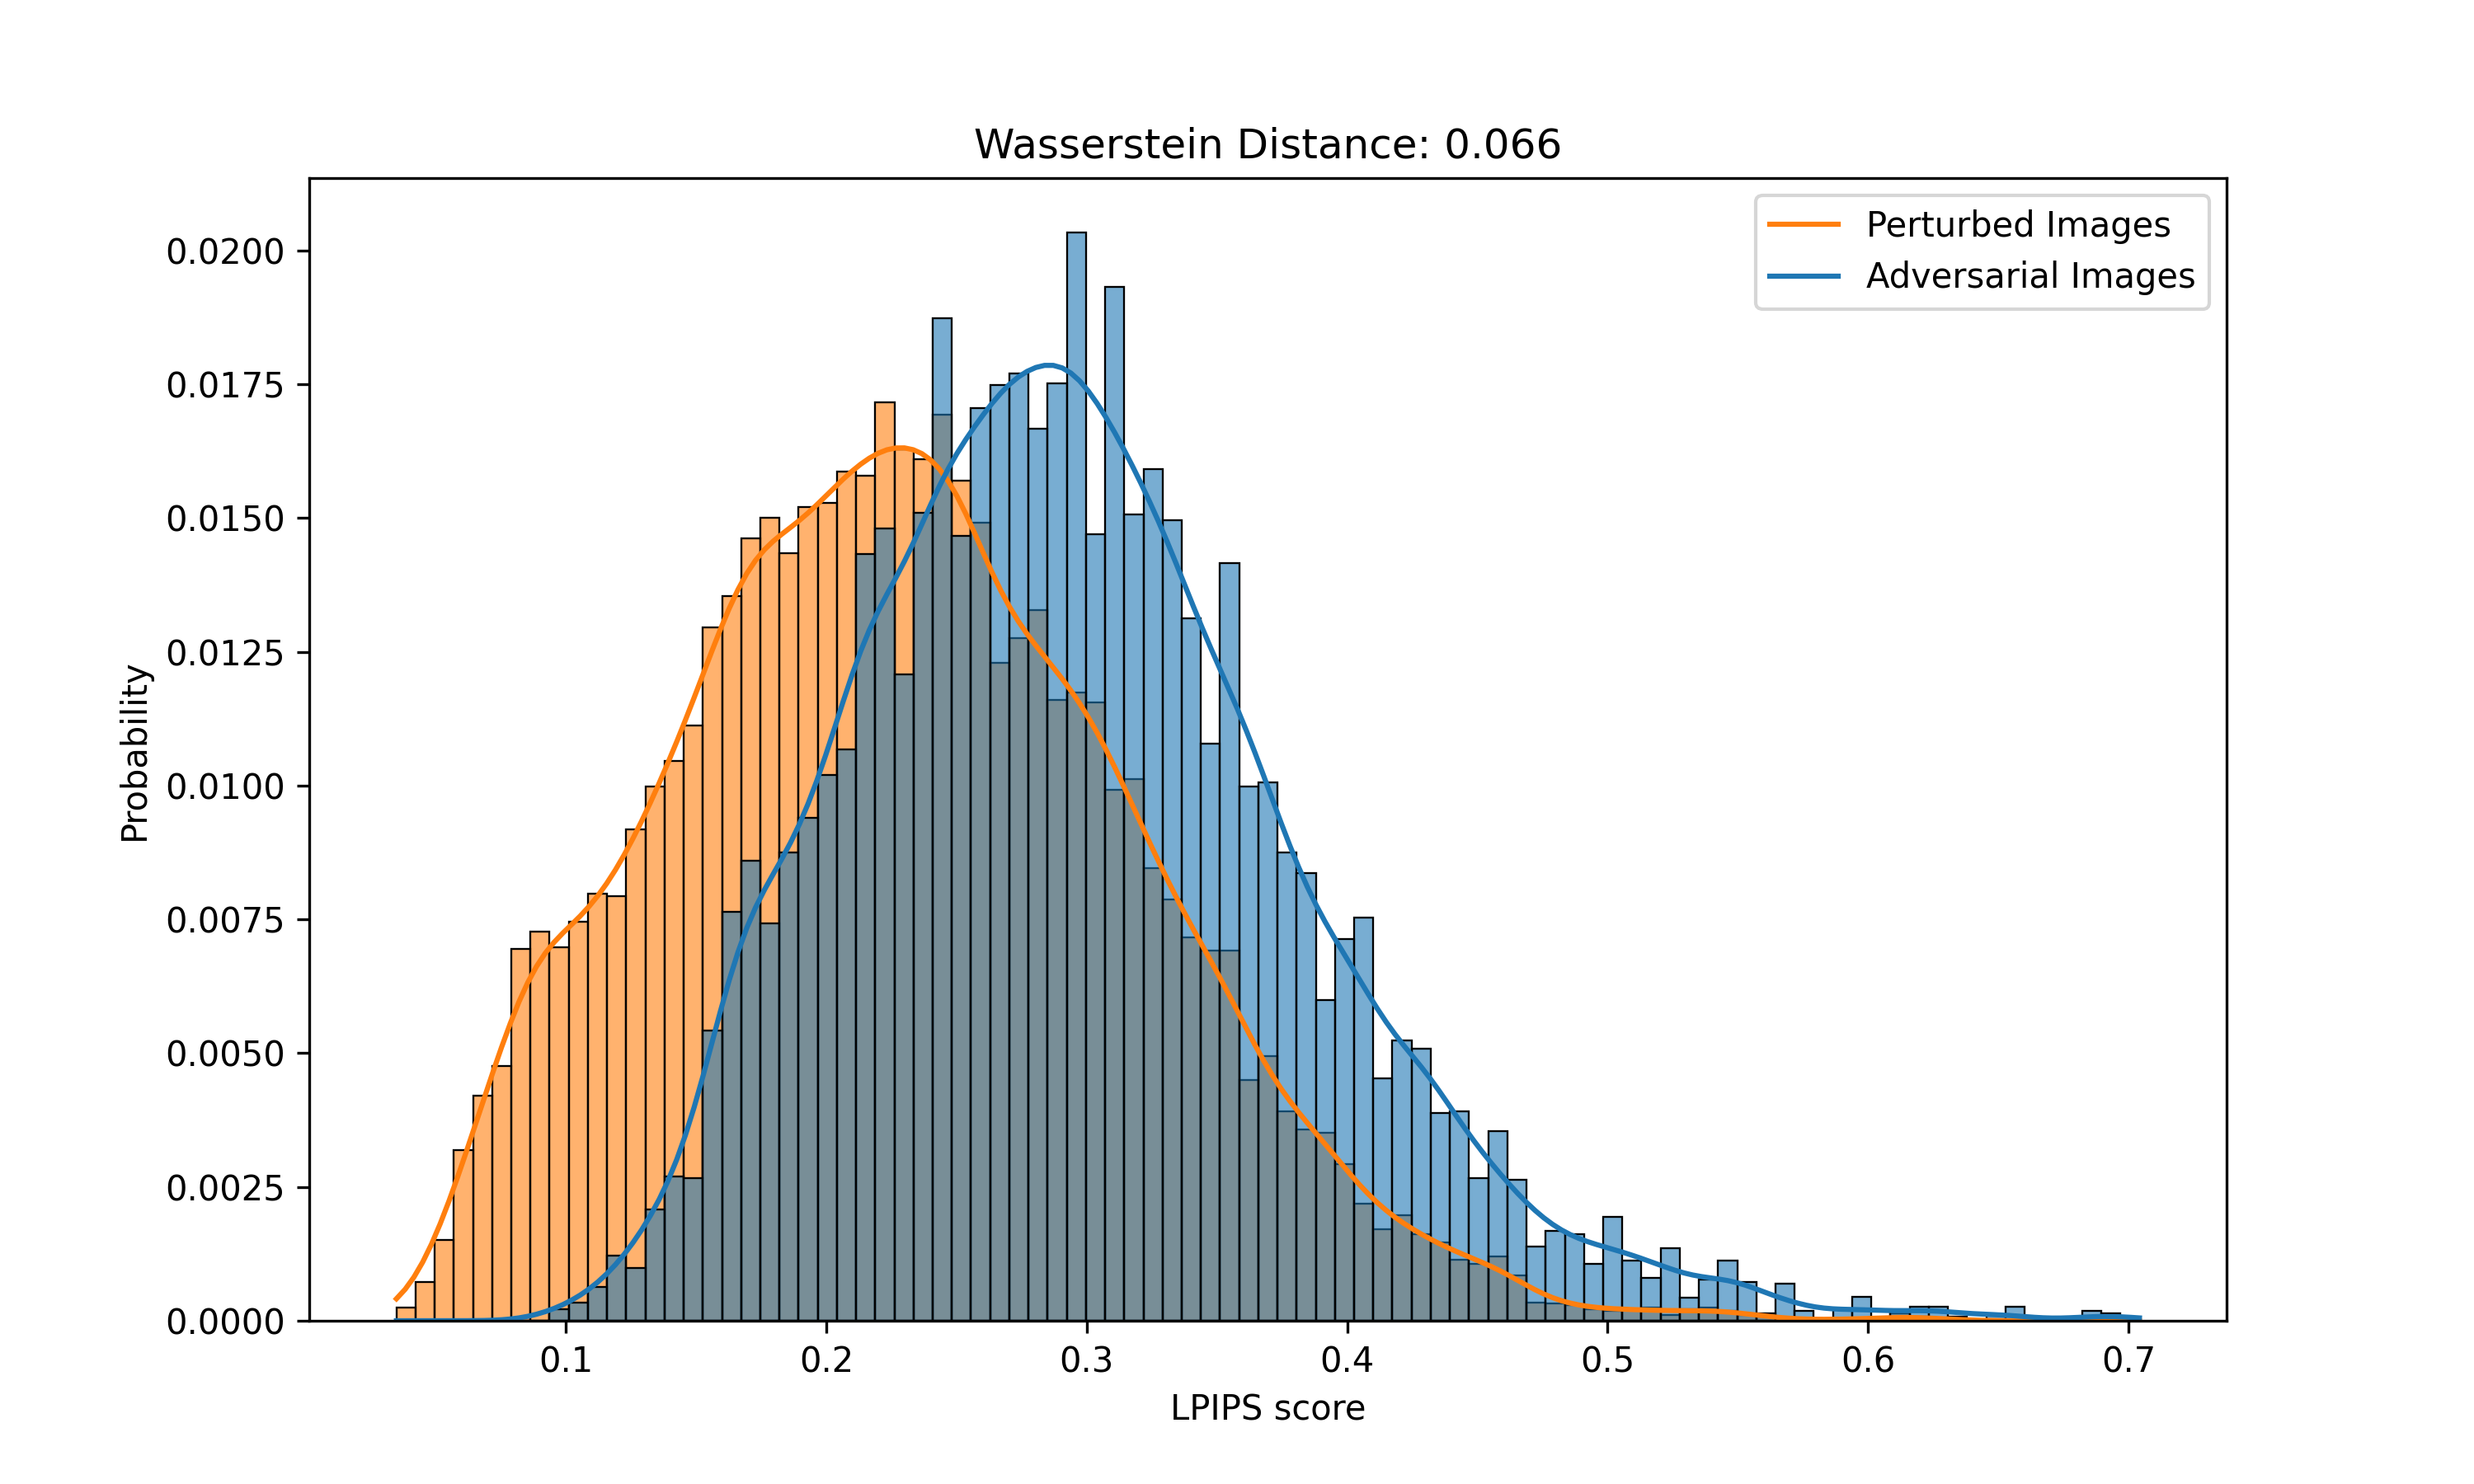 Wasserstein Distance: 0.066
Perturbed Images
Adversarial Images
0.0200
0.0175
0.0150
0.0125
0.0100
0.0075
0.0050
0.0025
0.0000
Probability
0.1 0.2 0.3 0.4 0.5 0.6 0.7
LPIPS score